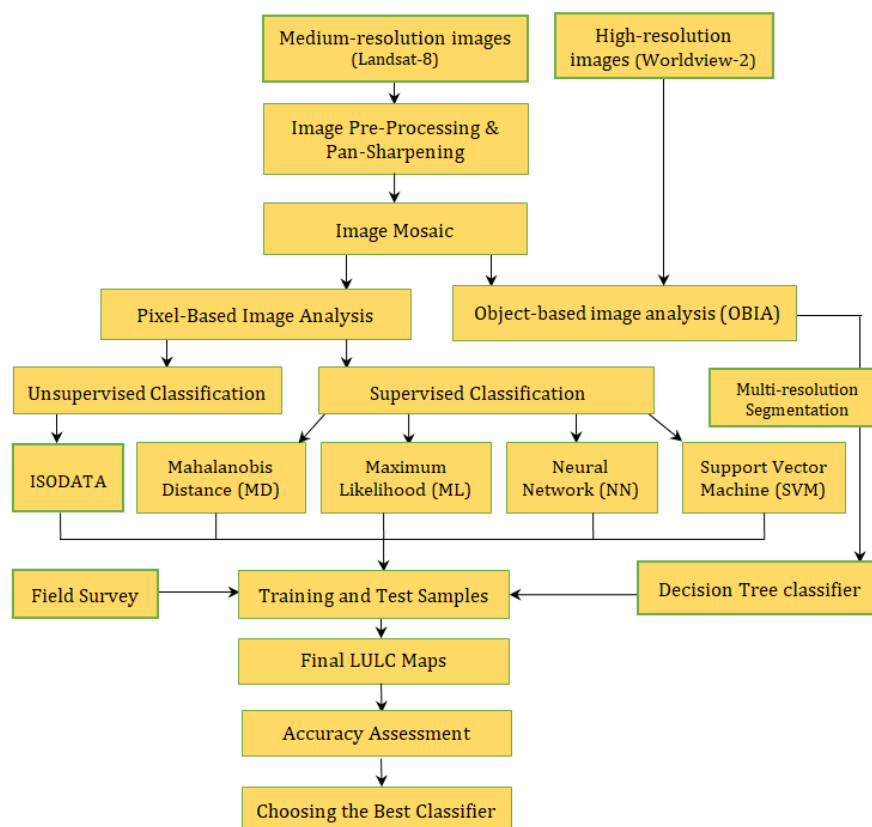 Medium-resolution images
(Landsat-8)
High-resolution
images (Worldview-2)
Image Pre-Processing &
Pan-Sharpening
Image Mosaic
Pixel-Based Image Analysis
Object-based image analysis (OBIA)
Unsupervised Classification
Supervised Classification
Multi-resolution
Segmentation
ISODATA
Mahalanobis
Distance (MD)
Maximum
Likelihood (ML)
Neural
Network (NN)
Support Vector
Machine (SVM)
Field Survey
Training and Test Samples
Decision Tree classifier
Final LULC Maps
Accuracy Assessment
Choosing the Best Classifier